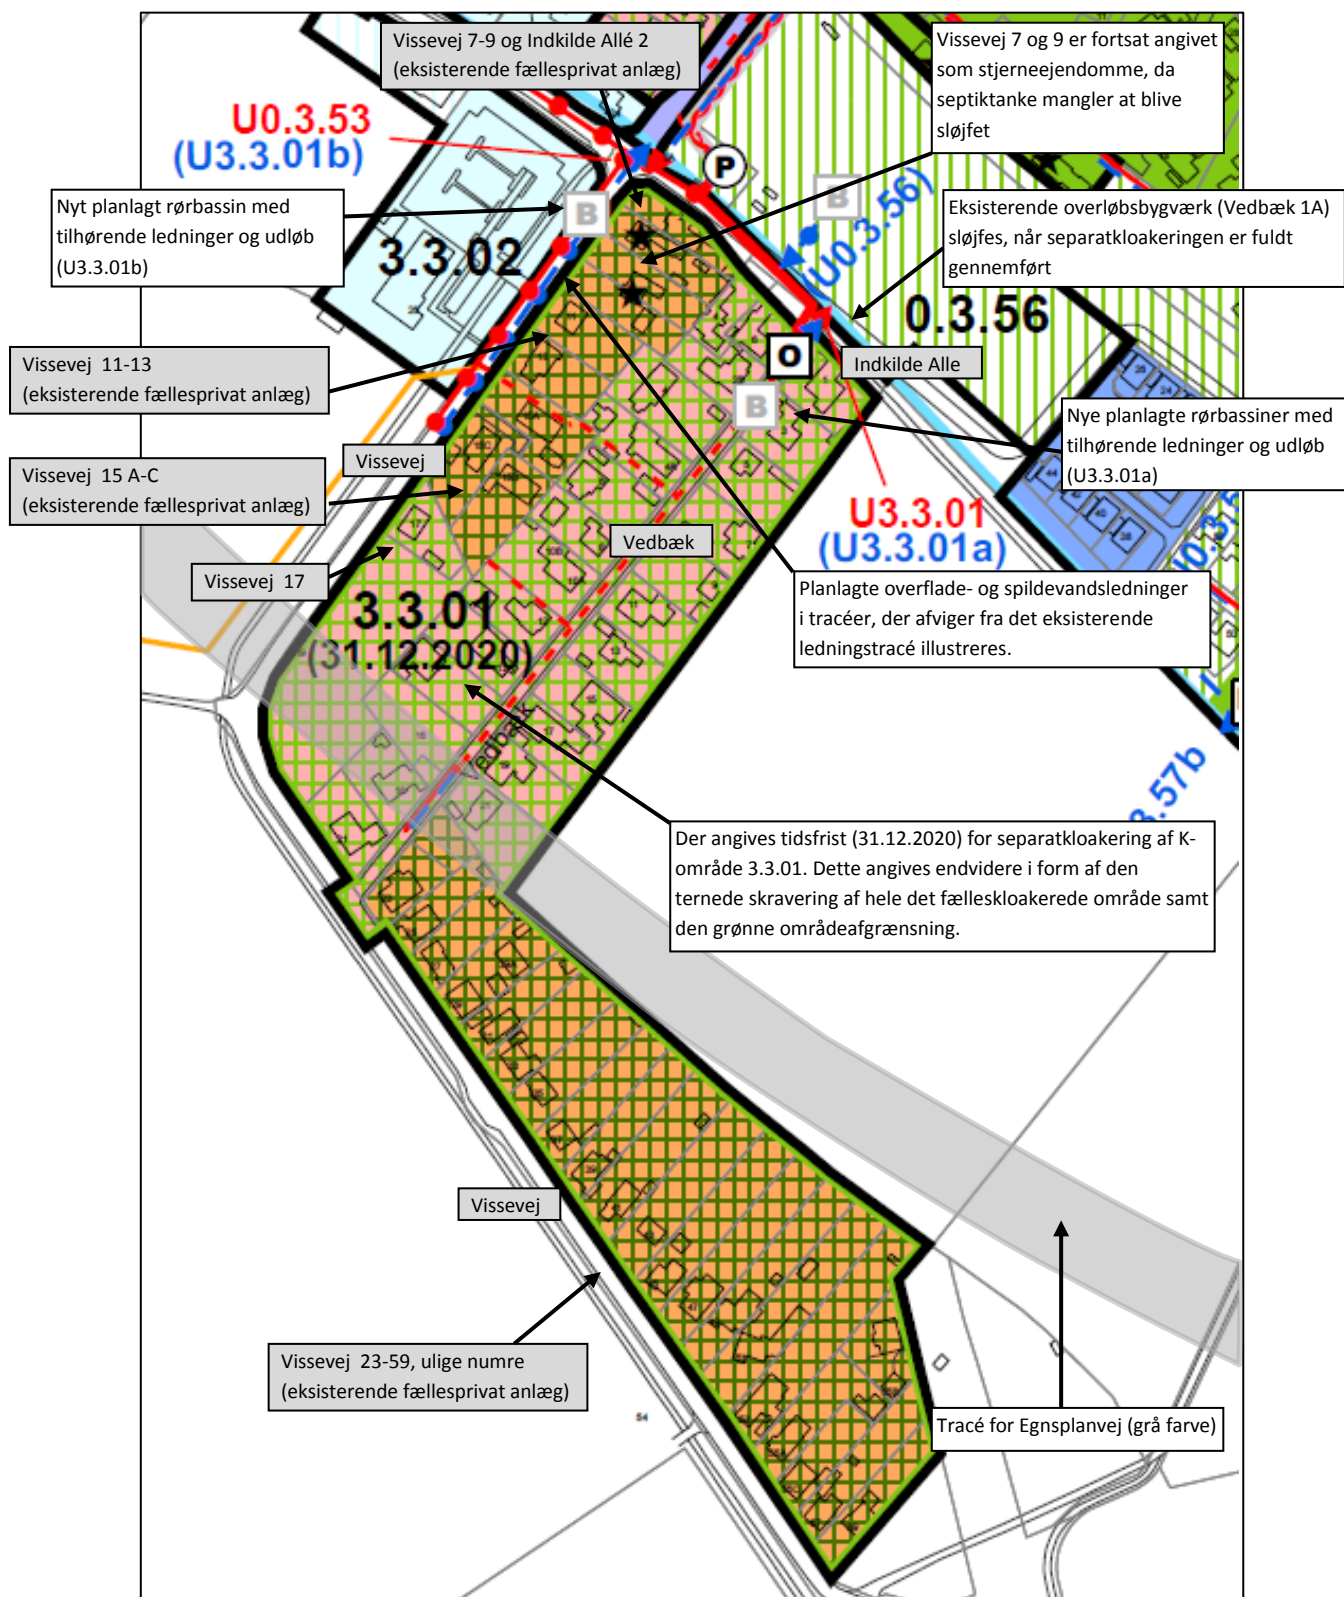 Vissevej 7-9 og Indkilde Allé 2
(eksisterende fællesprivat anlæg)
Vissevej 7 og 9 er fortsat angivet
som stjerneejendomme, da
septiktanke mangler at blive
sløjfet
U0.3.53
(U3.3.01b)
P
Nyt planlagt rørbassin med
tilhørende ledninger og udløb
(U3.3.01b)
B
B
(U0.3.56)
Eksisterende overløbsbygværk (Vedbæk 1A)
sløjfes, når separatkloakeringen er fuldt
gennemført
3.3.02
0.3.56
O
Indkilde Alle
Vissevej 11-13
(eksisterende fællesprivat anlæg)
B
Nye planlagte rørbassiner med
tilhørende ledninger og udløb
(U3.3.01a)
Vissevej
Vissevej 15 A-C
(eksisterende fællesprivat anlæg)
U3.3.01
(U3.3.01a)
Vedbæk
Vissevej 17
17
Planlagte overflade- og spildevandsledninger
i tracéer, der afviger fra det eksisterende
ledningstracé illustreres.
3.3.01
(31.12.2020)
Vedbæk
3.57b
Der angives tidsfrist (31.12.2020) for separatkloakering af K-
område 3.3.01. Dette angives endvidere i form af den
ternede skravering af hele det fælleskloakerede område samt
den grønne områdeafgrænsning.
Vissevej
Vissevej 23-59, ulige numre
(eksisterende fællesprivat anlæg)
54
Tracé for Egnsplanvej (grå farve)